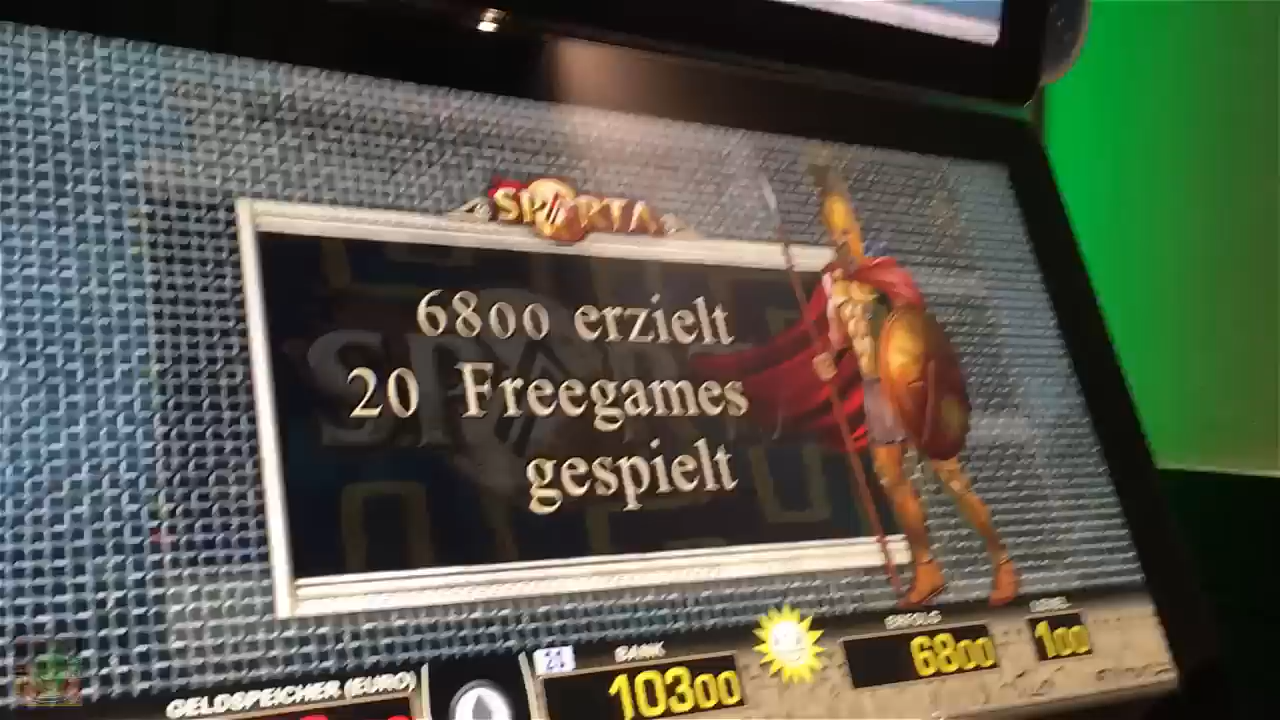 SPARTA
6800 erzielt
20 Freegames
gespielt
GELDSPEICHER (EURO)
BANK
10300
ERFOLG
6800
100